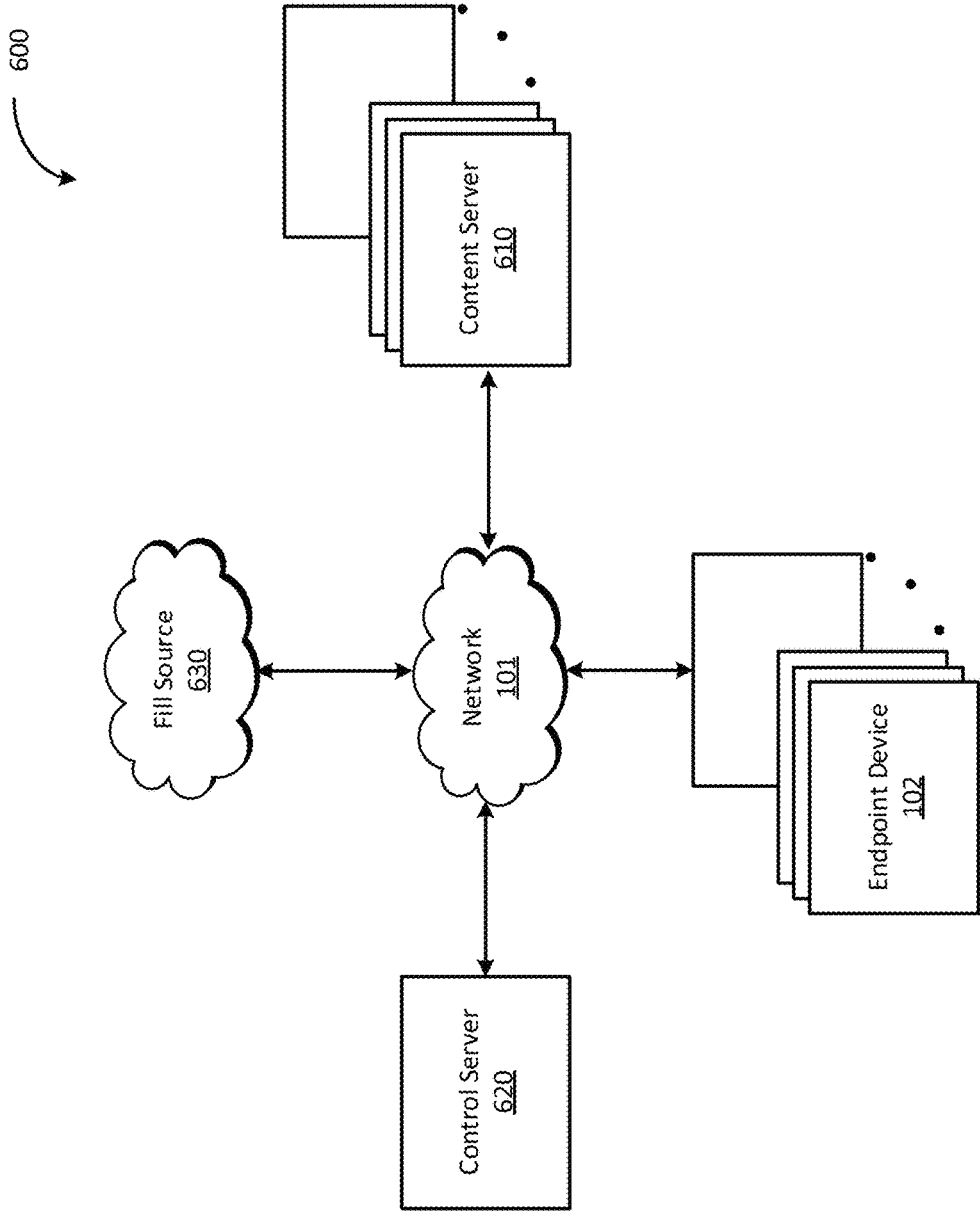 600
Fill Source
630
Control Server
620
Network
101
Content Server
610
Endpoint Device
102